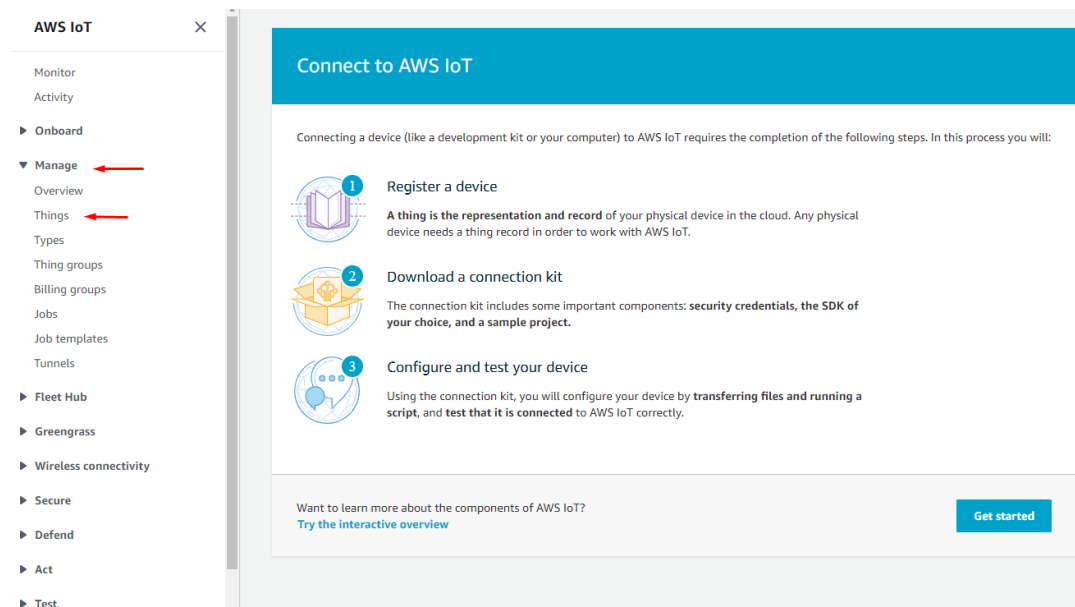 AWS IoT
Monitor
Activity
Onboard
Manage
Overview
Things
Types
Thing groups
Billing groups
Jobs
Job templates
Tunnels
Fleet Hub
Greengrass
Wireless connectivity
Secure
Defend
Act
Test
Connect to AWS IoT
Connecting a device (like a development kit or your computer) to AWS IoT requires the completion of the following steps. In this process you will:
1
Register a device
A thing is the representation and record of your physical device in the cloud. Any physical
device needs a thing record in order to work with AWS IoT.
2
Download a connection kit
The connection kit includes some important components: security credentials, the SDK of
your choice, and a sample project.
3
Configure and test your device
Using the connection kit, you will configure your device by transferring files and running a
script, and test that it is connected to AWS IoT correctly.
Want to learn more about the components of AWS IoT?
Try the interactive overview
Get started